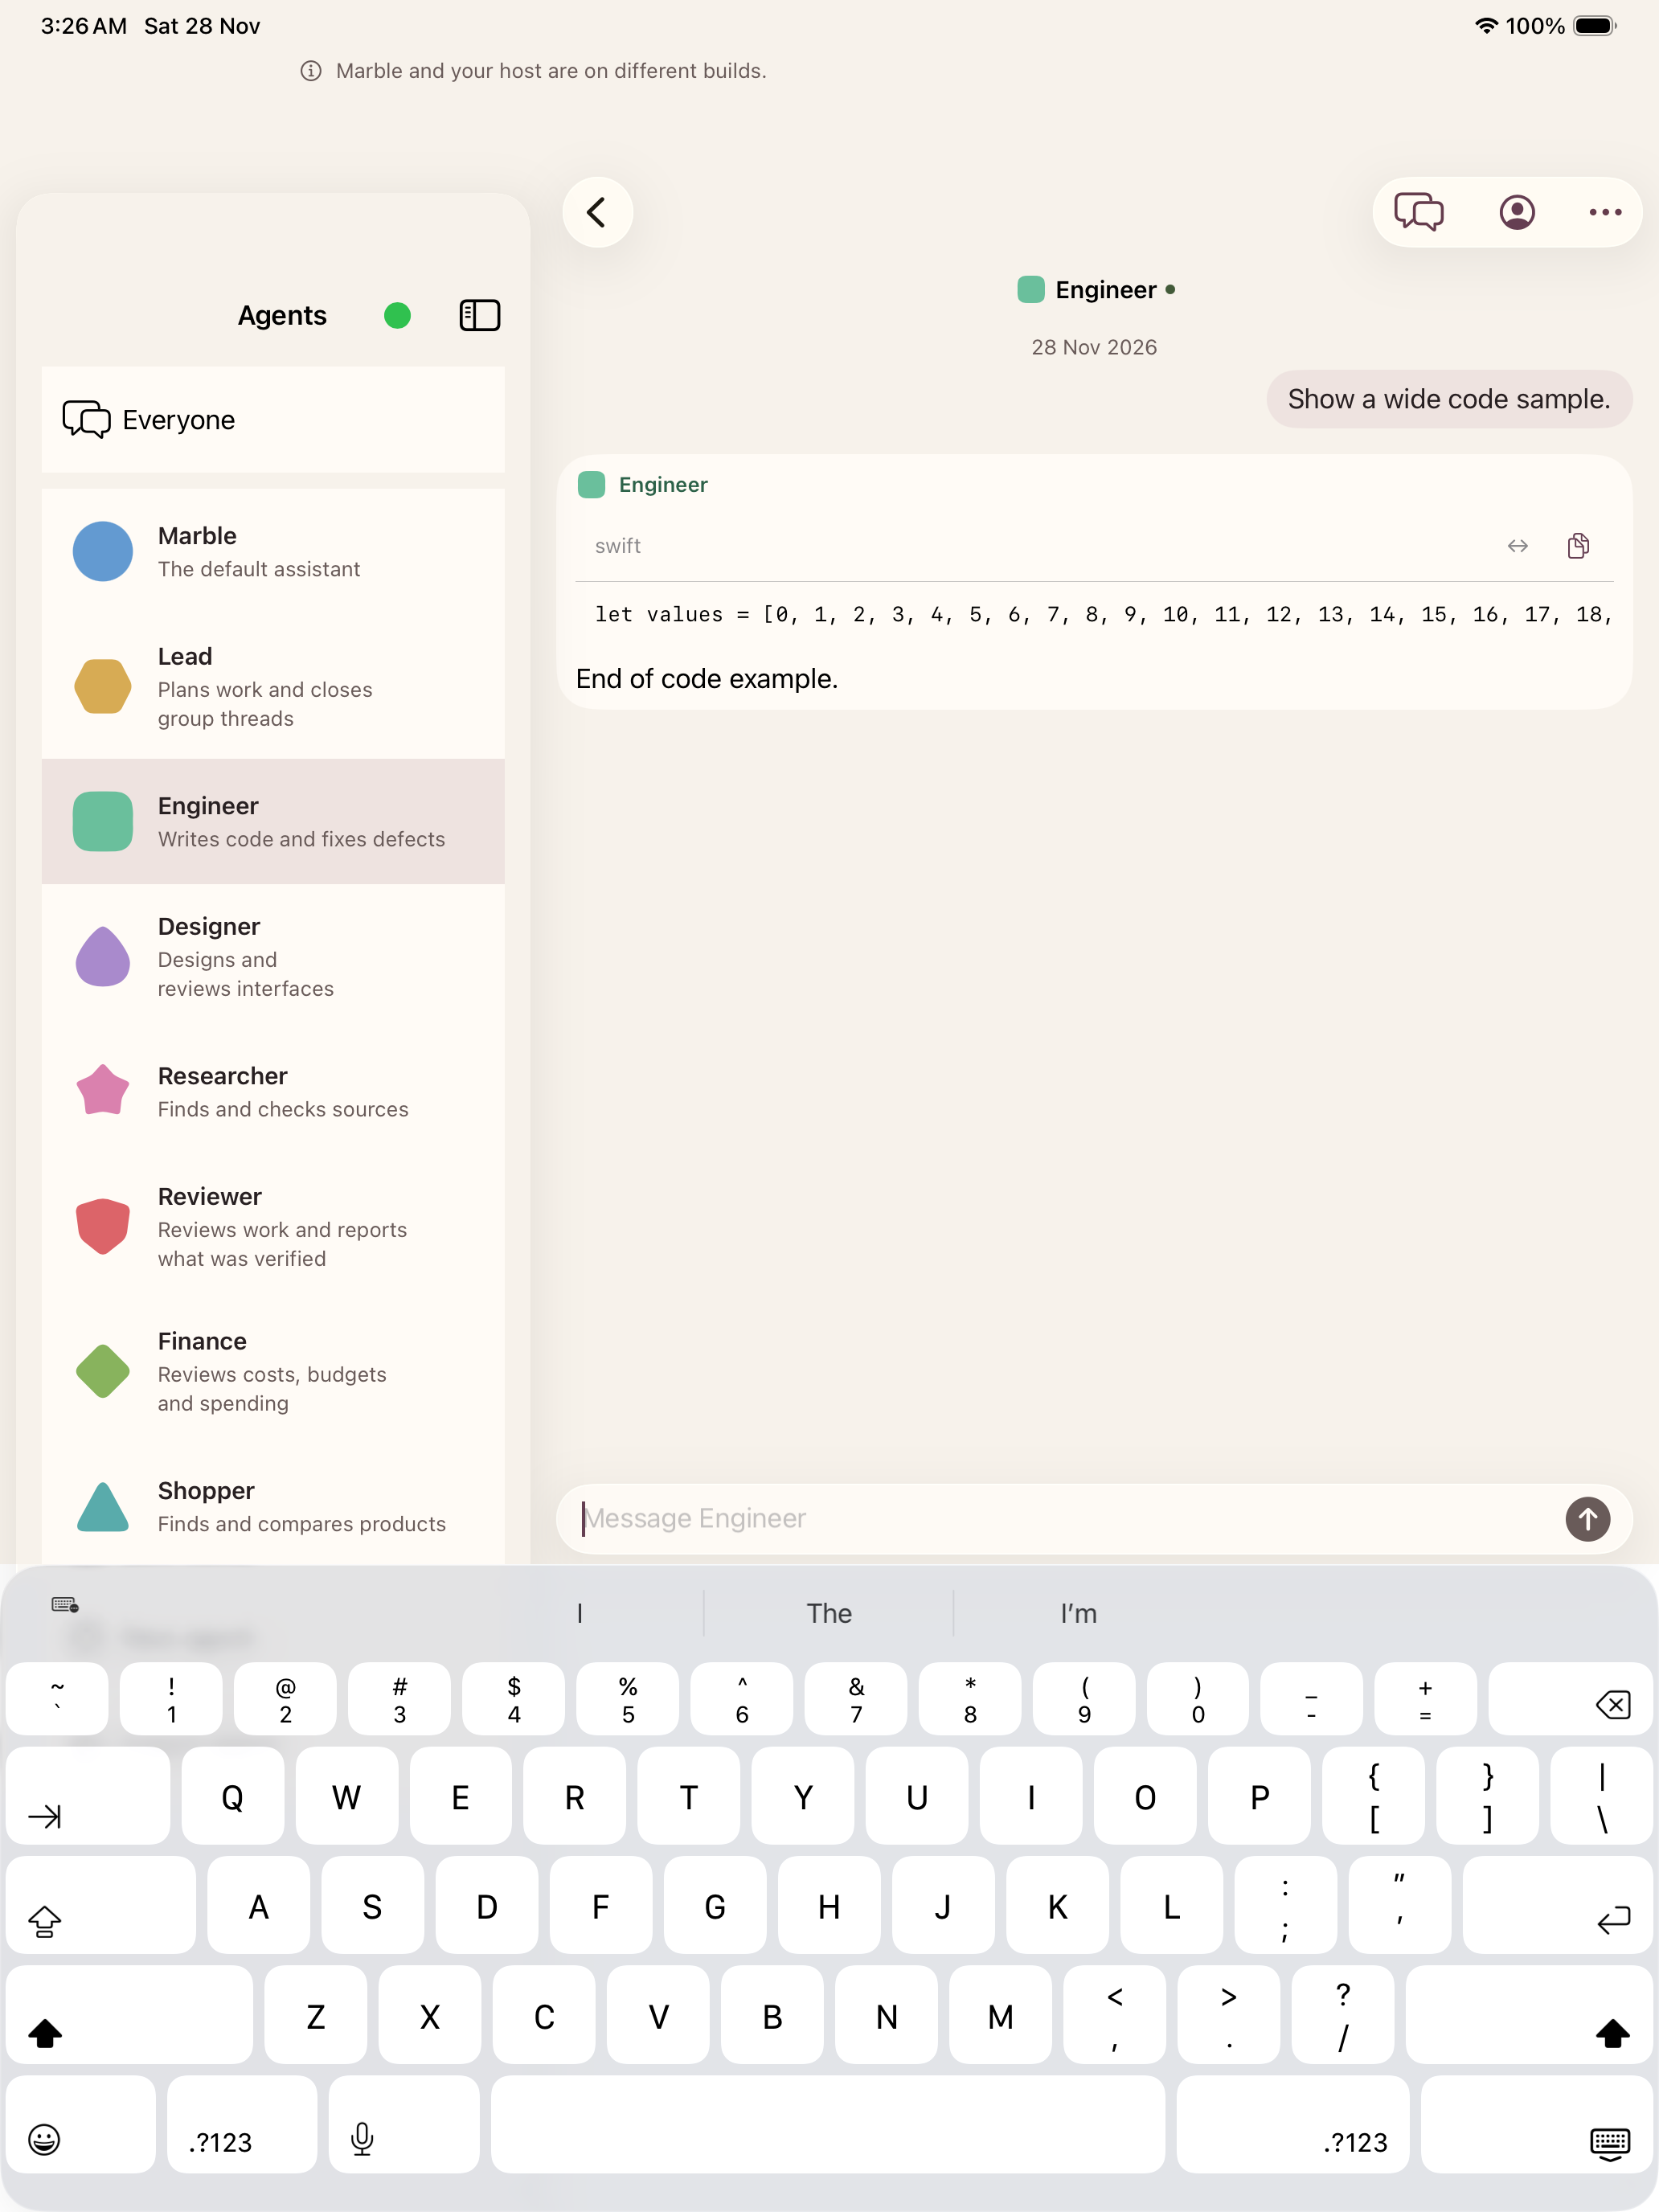 3:26 AM Sat 28 Nov
100%
Marble and your host are on different builds.
Agents
Everyone
Marble
The default assistant
Lead
Plans work and closes
group threads
Engineer
Writes code and fixes defects
Designer
Designs and
reviews interfaces
Researcher
Finds and checks sources
Reviewer
Reviews work and reports
what was verified
Finance
Reviews costs, budgets
and spending
Shopper
Finds and compares products
Engineer
28 Nov 2026
Show a wide code sample.
Engineer
swift
let values = [0, 1, 2, 3, 4, 5, 6, 7, 8, 9, 10, 11, 12, 13, 14, 15, 16, 17, 18,
End of code example.
Message Engineer
I The I'm
~ ! @ # $ % ^ & * ( ) _ +
` 1 2 3 4 5 6 7 8 9 0 - =
Q W E R T Y U I O P { } |
[ ] \
A S D F G H J K L : "
; '
Z X C V B N M < > ?
, . /
.?123 .?123